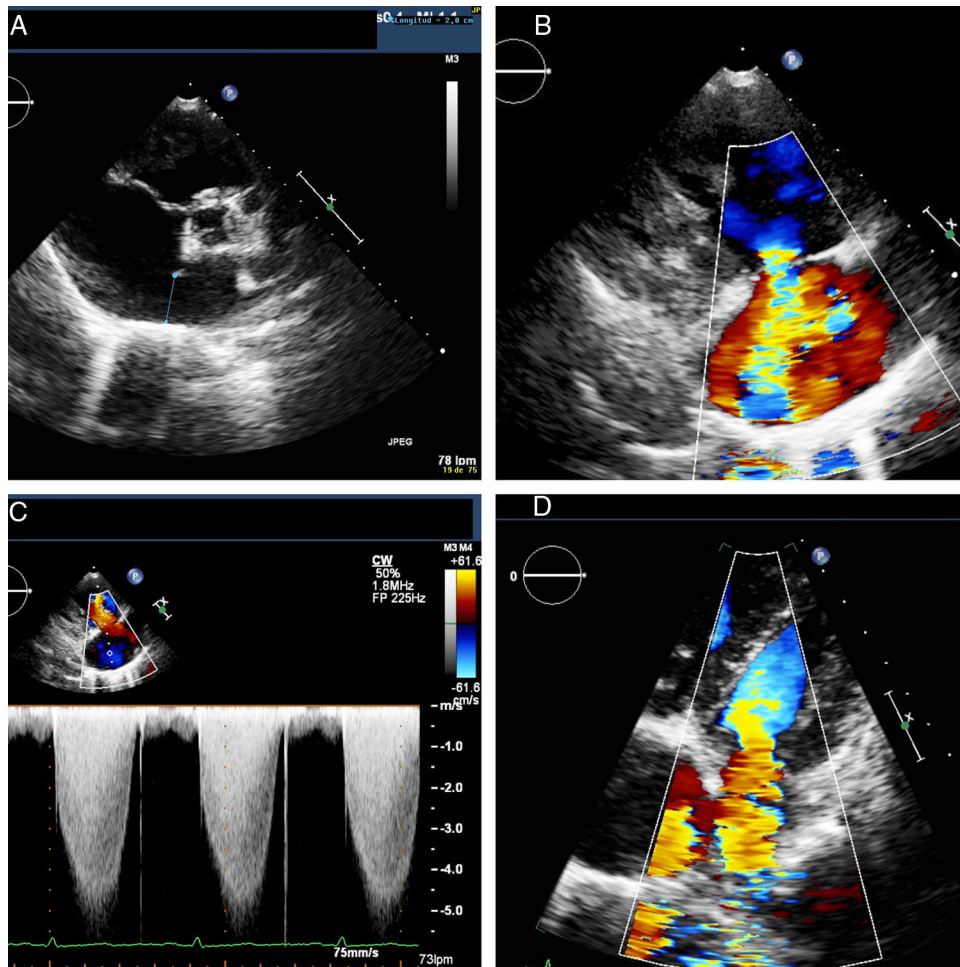 A
JP
Longitud = 2,0 cm
M3
P
X
JPEG
78 lpm
19 de 75
B
P
X
C
P
X
CW
50%
1.8MHz
FP 225Hz
M3 M4
+61.6
-61.6
cm/s
m/s
-1.0
-2.0
-3.0
-4.0
-5.0
75mm/s
73lpm
D
0
P
X